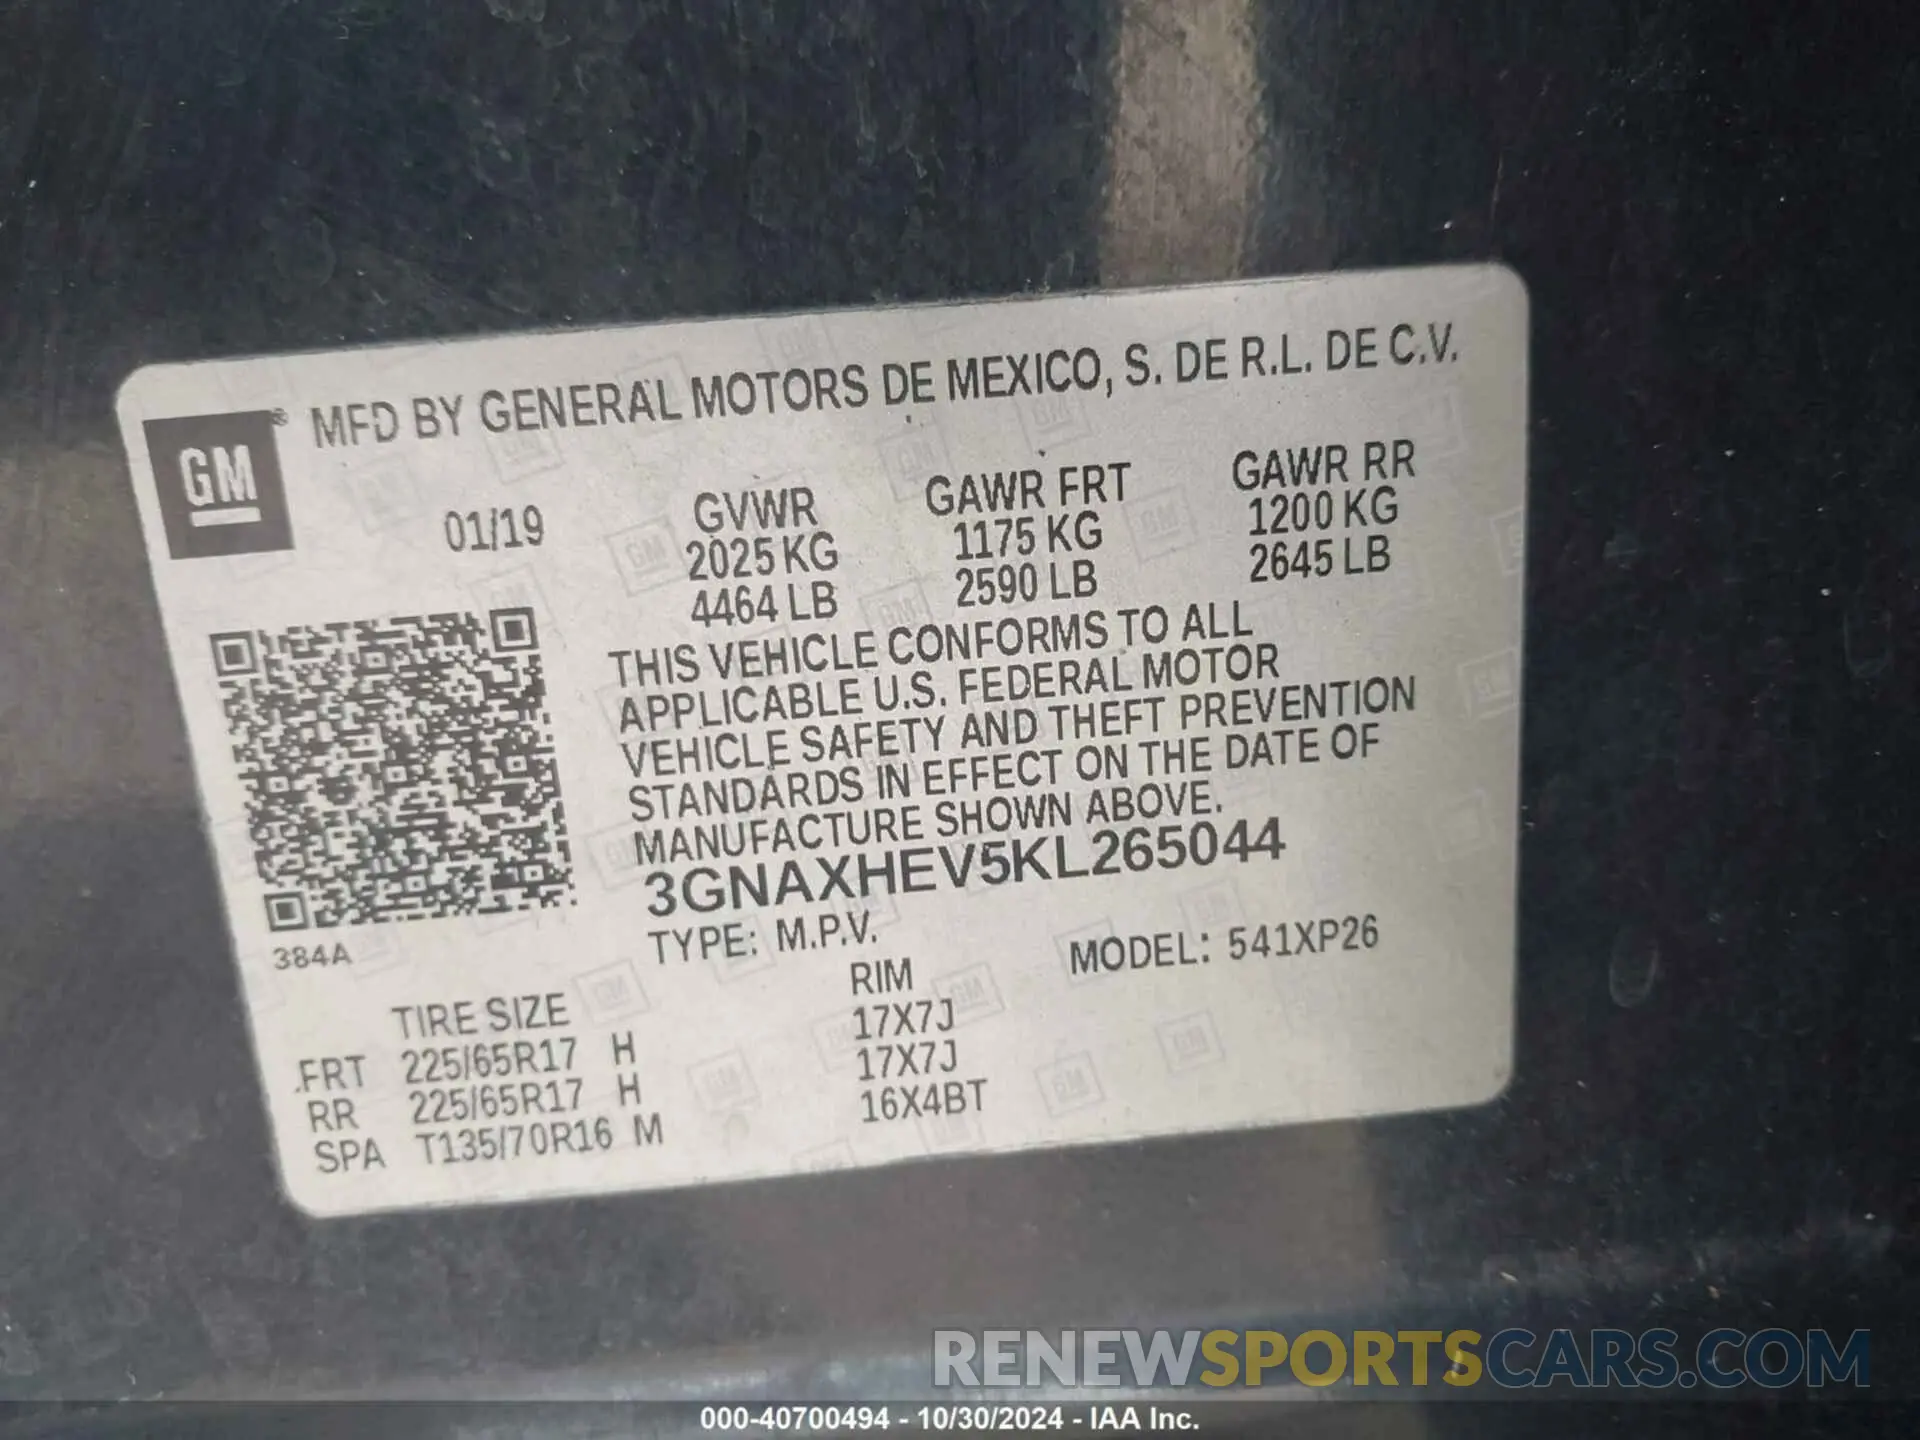 GM® MFD BY GENERAL MOTORS DE MEXICO, S. DE R.L. DE C.V.
01/19 GVWR GAWR FRT GAWR RR
2025 KG 1175 KG 1200 KG
4464 LB 2590 LB 2645 LB
THIS VEHICLE CONFORMS TO ALL
APPLICABLE U.S. FEDERAL MOTOR
VEHICLE SAFETY AND THEFT PREVENTION
STANDARDS IN EFFECT ON THE DATE OF
MANUFACTURE SHOWN ABOVE.
3GNAXHEV5KL265044
384A
TYPE: M.P.V. MODEL: 541XP26
TIRE SIZE RIM
FRT 225/65R17 H 17X7J
RR 225/65R17 H 17X7J
SPA T135/70R16 M 16X4BT
RENEWSPORTSCARS.COM
000-40700494 - 10/30/2024 - IAA Inc.